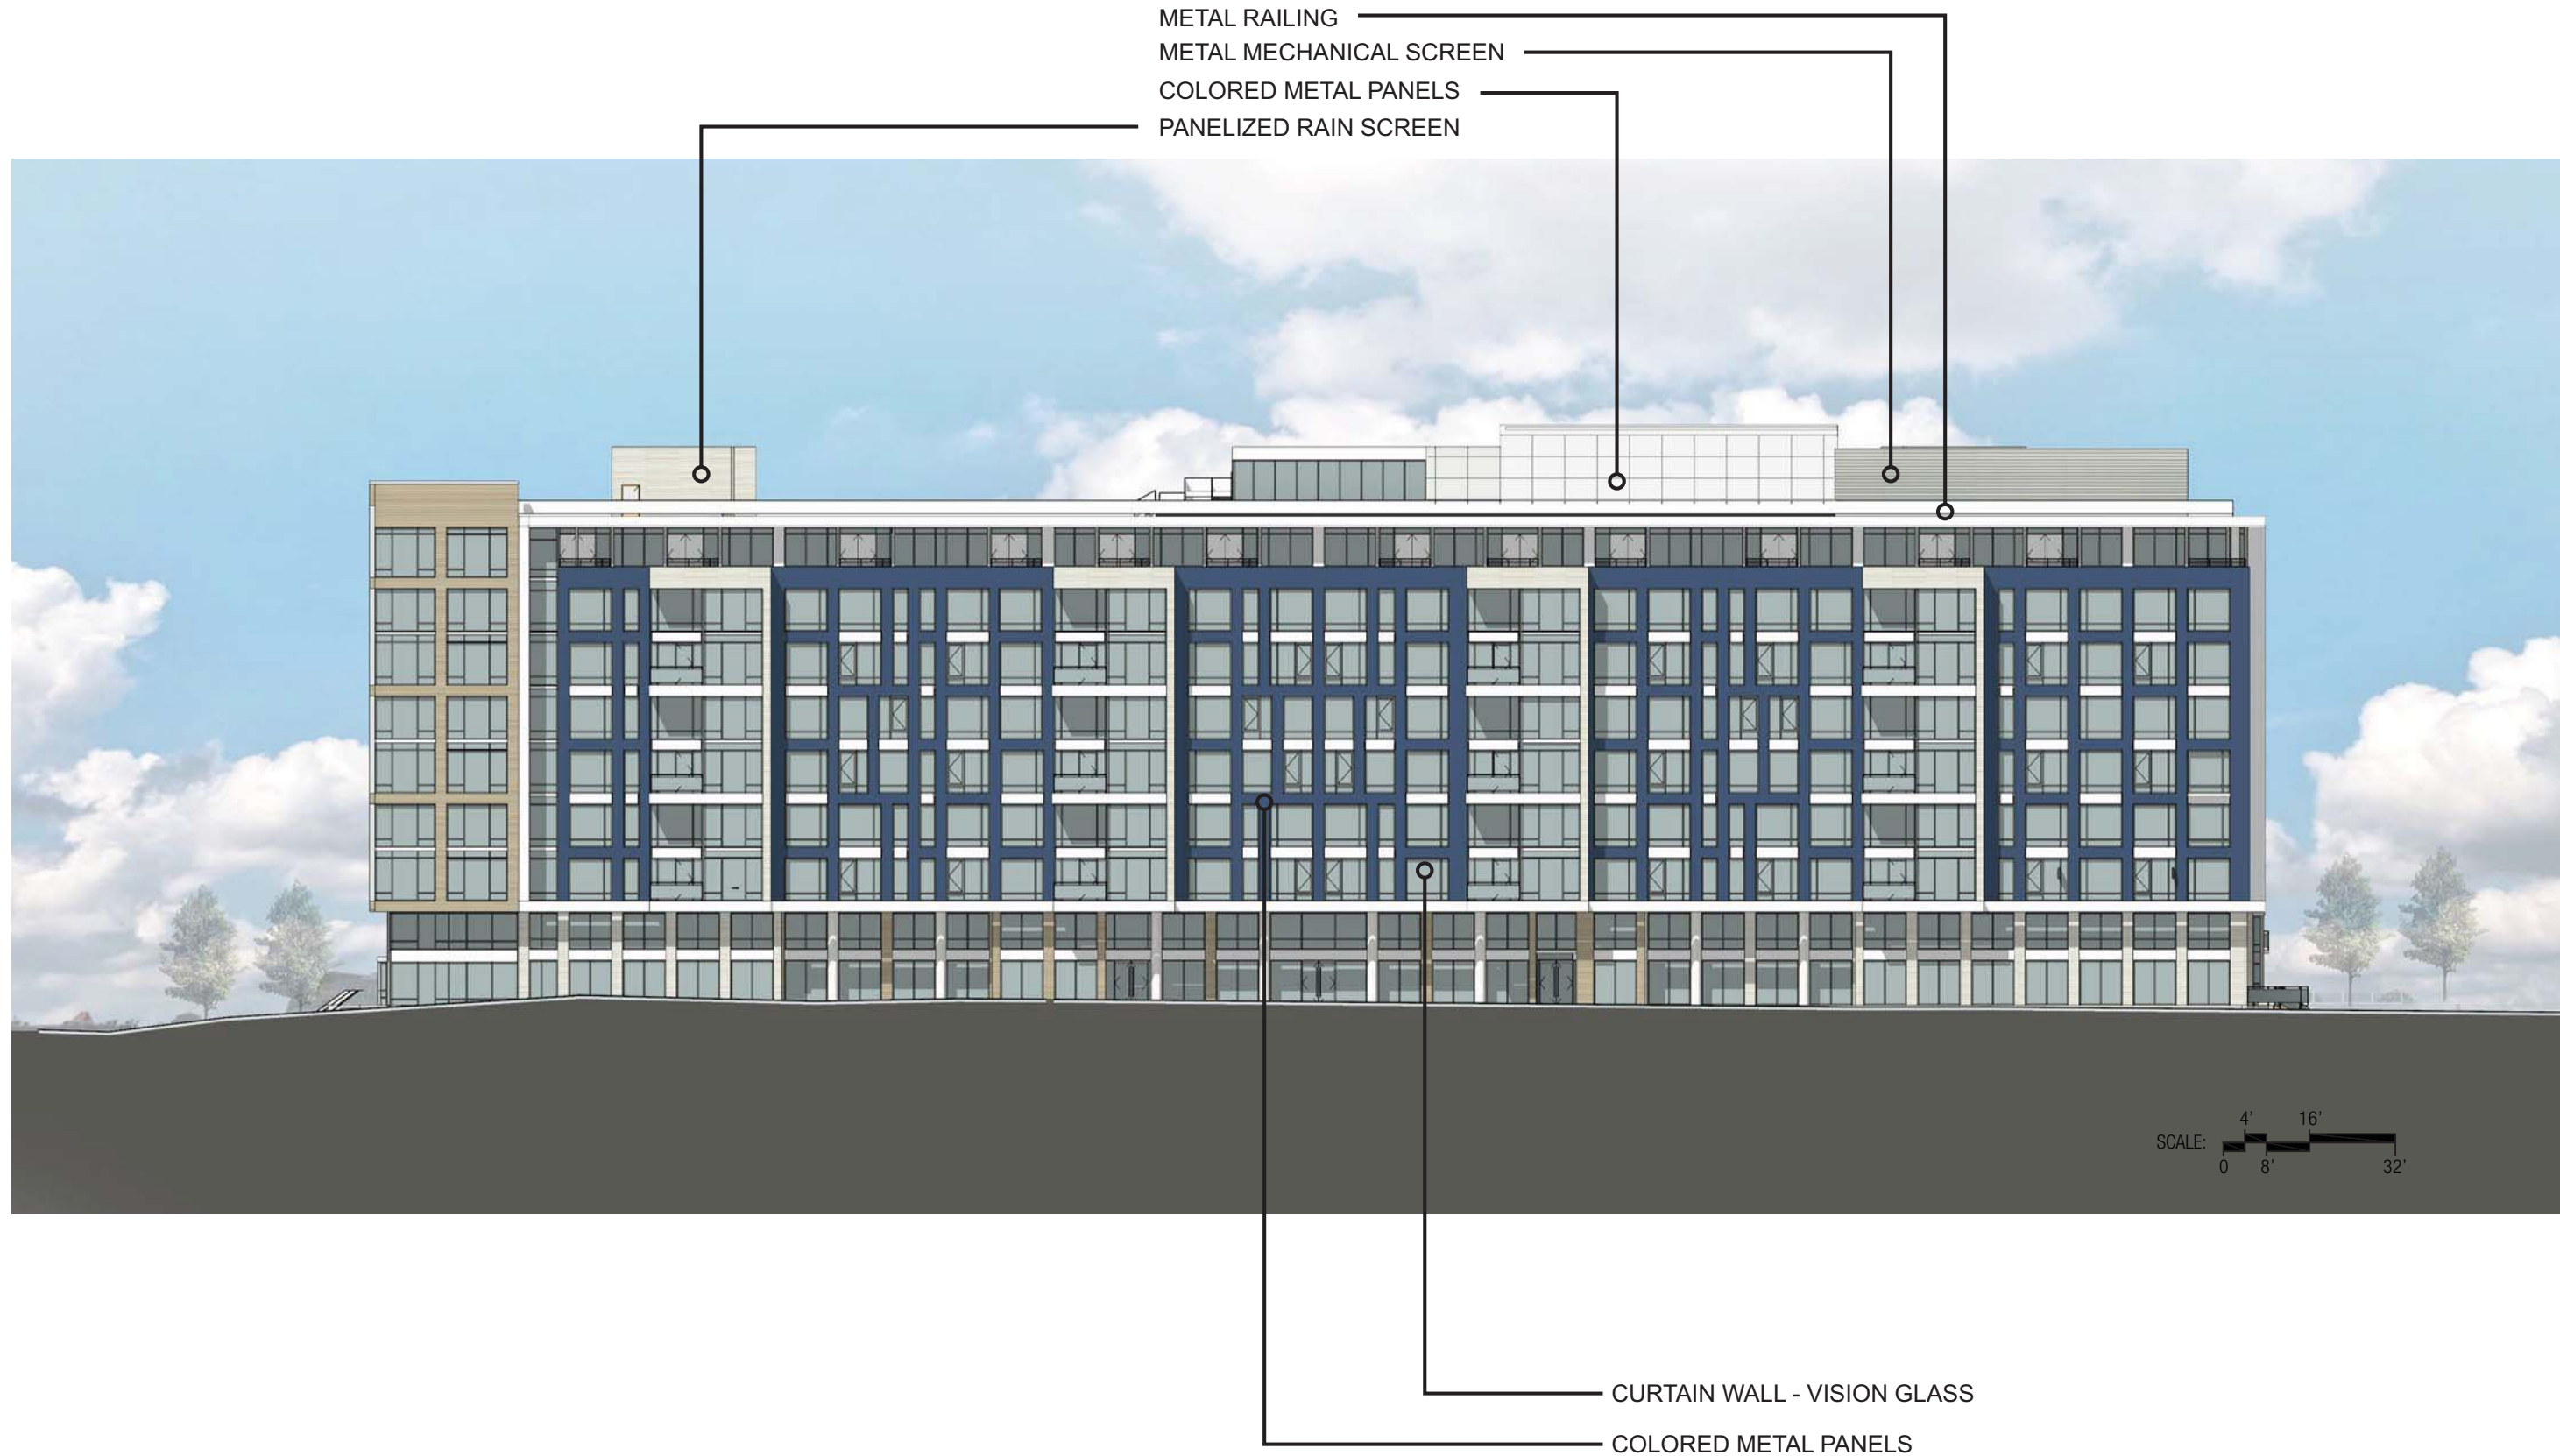 METAL RAILING
METAL MECHANICAL SCREEN
COLORED METAL PANELS
PANELIZED RAIN SCREEN
4' 16'
SCALE:
0 8' 32'
CURTAIN WALL - VISION GLASS
COLORED METAL PANELS